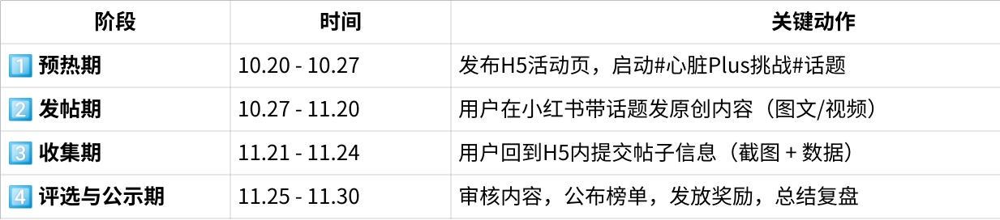 阶段 时间 关键动作
1️⃣ 预热期 10.20 - 10.27 发布H5活动页，启动#心脏Plus挑战#话题
2️⃣ 发帖期 10.27 - 11.20 用户在小红书带话题发原创内容（图文/视频）
3️⃣ 收集期 11.21 - 11.24 用户回到H5内提交帖子信息（截图 + 数据）
4️⃣ 评选与公示期 11.25 - 11.30 审核内容，公布榜单，发放奖励，总结复盘